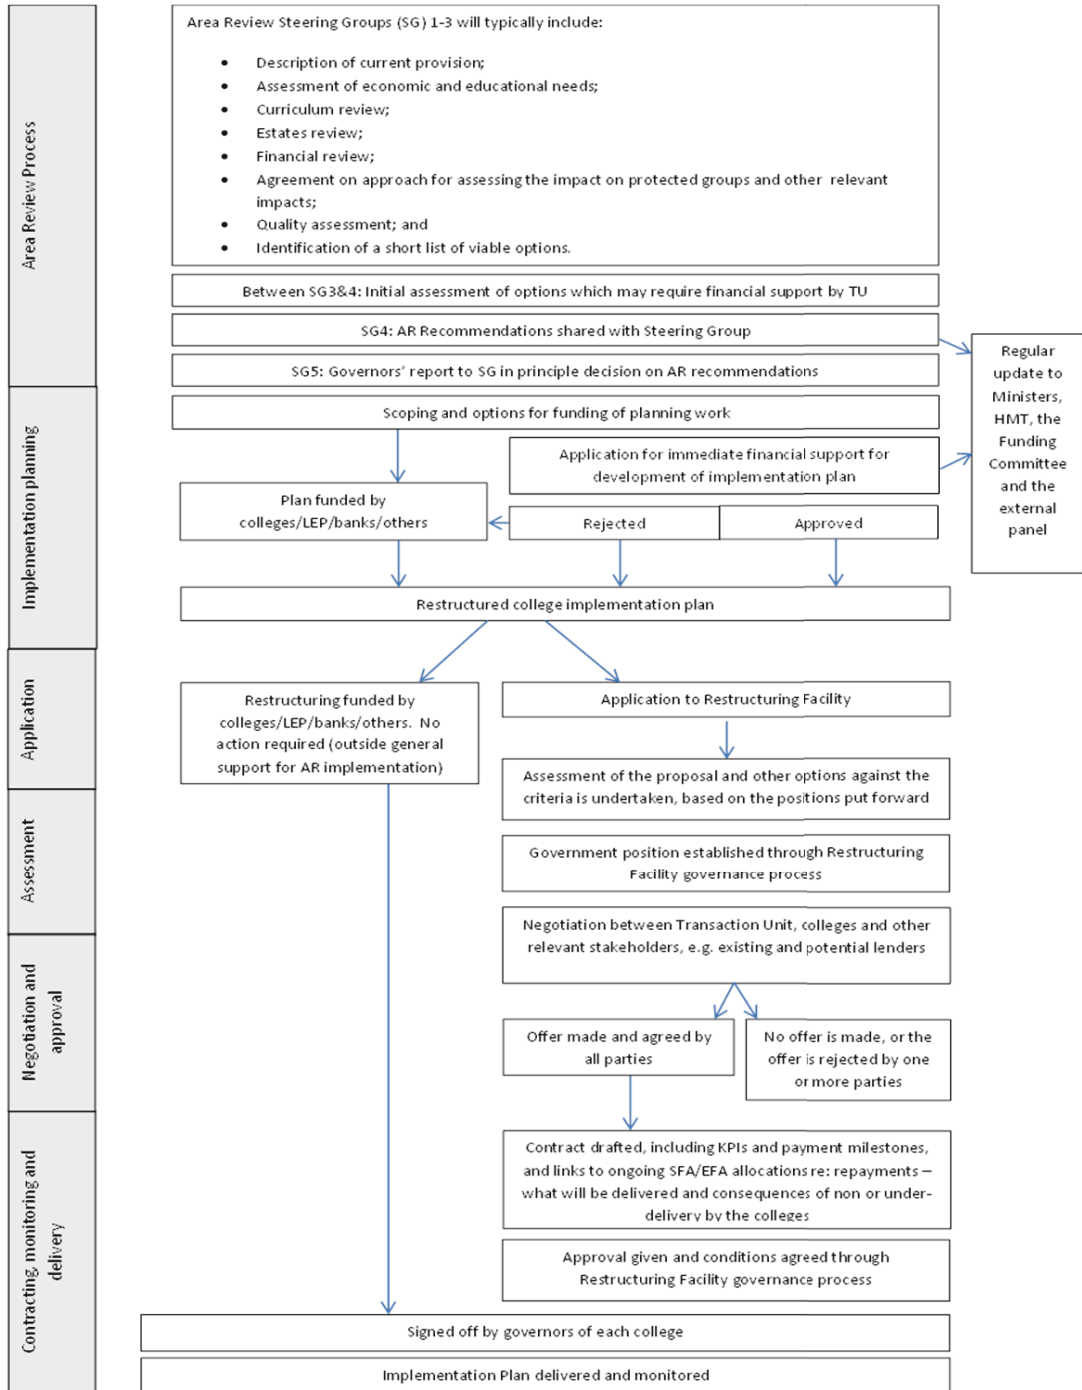 Area Review Process
Area Review Steering Groups (SG) 1-3 will typically include:
• Description of current provision;
• Assessment of economic and educational needs;
• Curriculum review;
• Estates review;
• Financial review;
• Agreement on approach for assessing the impact on protected groups and other relevant
impacts;
• Quality assessment; and
• Identification of a short list of viable options.
Between SG3&4: Initial assessment of options which may require financial support by TU
SG4: AR Recommendations shared with Steering Group
SG5: Governors' report to SG in principle decision on AR recommendations
Regular
update to
Ministers,
HMT, the
Funding
Committee
and the
external
panel
Implementation planning
Scoping and options for funding of planning work
Application for immediate financial support for
development of implementation plan
Plan funded by
colleges/LEP/banks/others
Rejected
Approved
Restructured college implementation plan
Application
Restructuring funded by
colleges/LEP/banks/others. No
action required (outside general
support for AR implementation)
Application to Restructuring Facility
Assessment of the proposal and other options against the
criteria is undertaken, based on the positions put forward
Assessment
Government position established through Restructuring
Facility governance process
Negotiation between Transaction Unit, colleges and other
relevant stakeholders, e.g. existing and potential lenders
Negotiation and
approval
Offer made and agreed by
all parties
No offer is made, or the
offer is rejected by one
or more parties
Contracting, monitoring and
delivery
Contract drafted, including KPIs and payment milestones,
and links to ongoing SFA/EFA allocations re: repayments –
what will be delivered and consequences of non or under-
delivery by the colleges
Approval given and conditions agreed through
Restructuring Facility governance process
Signed off by governors of each college
Implementation Plan delivered and monitored